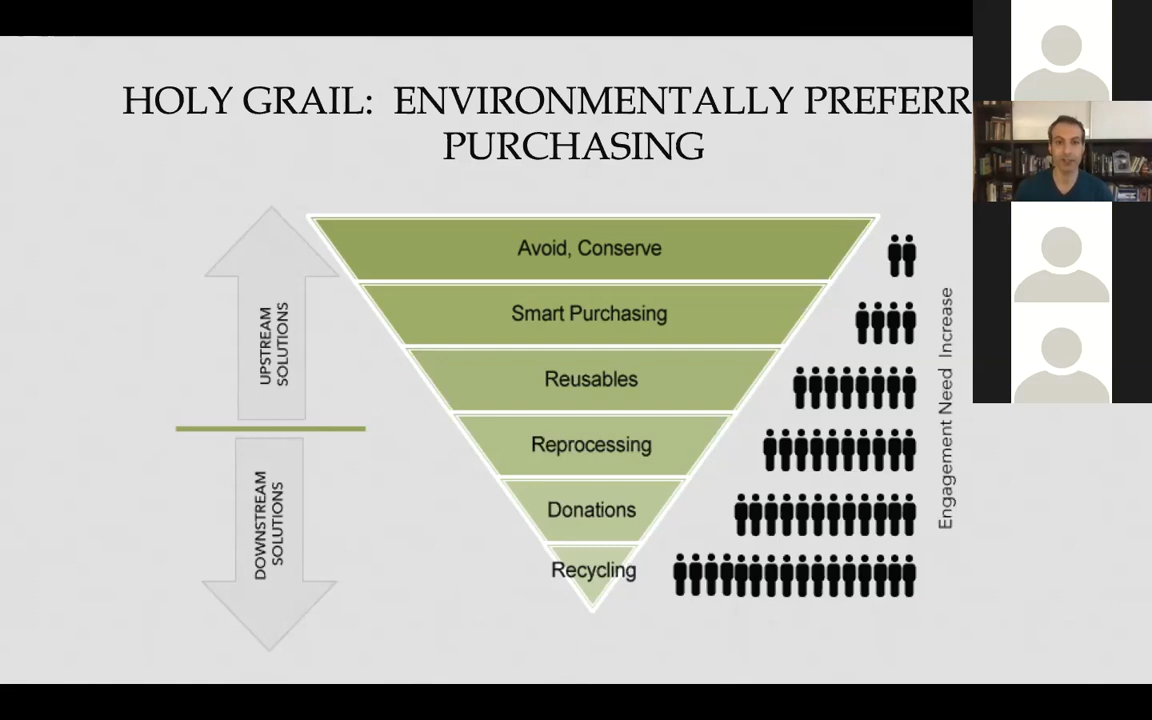 HOLY GRAIL: ENVIRONMENTALLY PREFERR
PURCHASING
Avoid, Conserve
Smart Purchasing
Reusables
Reprocessing
Donations
Recycling
UPSTREAM
SOLUTIONS
DOWNSTREAM
SOLUTIONS
Engagement Need Increase